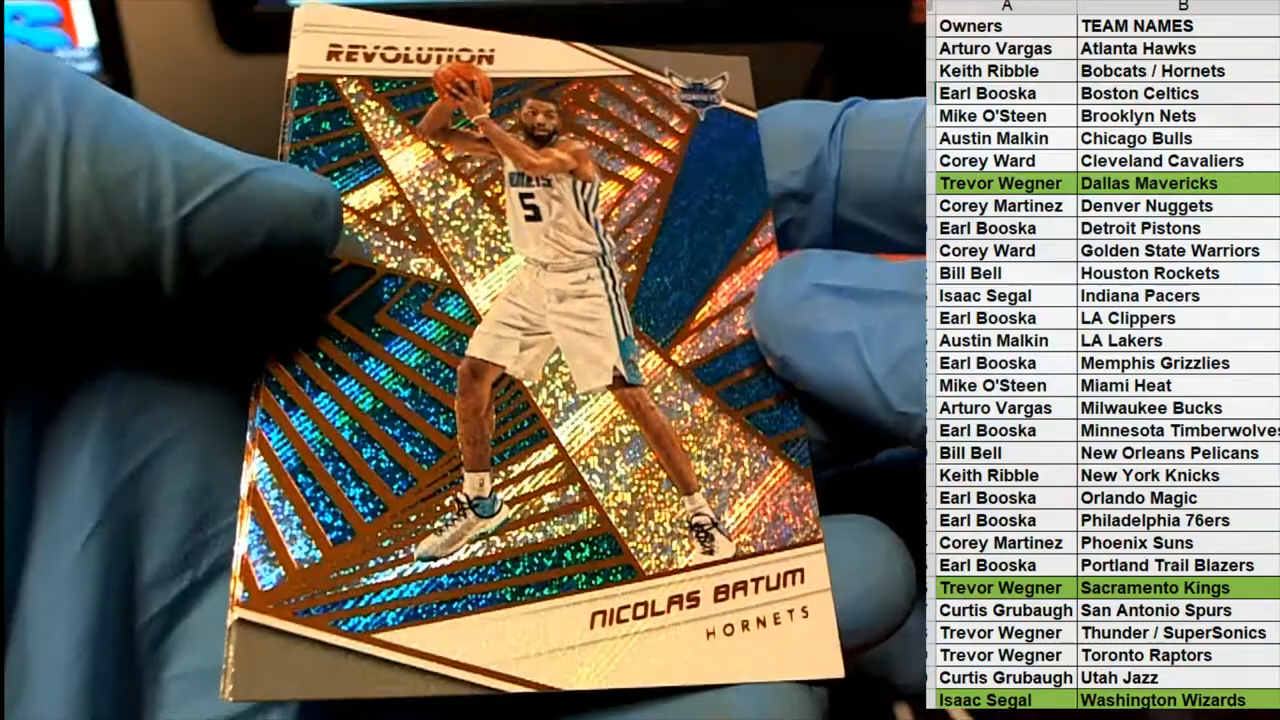 REVOLUTION
HORNETS
5
NICOLAS BATUM
HORNETS
A B
Owners TEAM NAMES
Arturo Vargas Atlanta Hawks
Keith Ribble Bobcats / Hornets
Earl Booska Boston Celtics
Mike O'Steen Brooklyn Nets
Austin Malkin Chicago Bulls
Corey Ward Cleveland Cavaliers
Trevor Wegner Dallas Mavericks
Corey Martinez Denver Nuggets
Earl Booska Detroit Pistons
Corey Ward Golden State Warriors
Bill Bell Houston Rockets
Isaac Segal Indiana Pacers
Earl Booska LA Clippers
Austin Malkin LA Lakers
Earl Booska Memphis Grizzlies
Mike O'Steen Miami Heat
Arturo Vargas Milwaukee Bucks
Earl Booska Minnesota Timberwolves
Bill Bell New Orleans Pelicans
Keith Ribble New York Knicks
Earl Booska Orlando Magic
Earl Booska Philadelphia 76ers
Corey Martinez Phoenix Suns
Earl Booska Portland Trail Blazers
Trevor Wegner Sacramento Kings
Curtis Grubaugh San Antonio Spurs
Trevor Wegner Thunder / SuperSonics
Trevor Wegner Toronto Raptors
Curtis Grubaugh Utah Jazz
Isaac Segal Washington Wizards